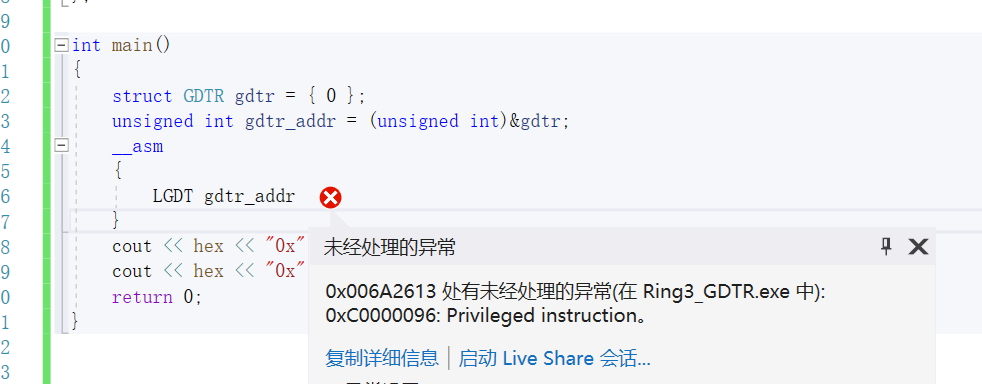 9
0 int main()
1 {
2 struct GDTR gdtr = { 0 };
3 unsigned int gdtr_addr = (unsigned int)&gdtr;
4 __asm
5 {
6 LGDT gdtr_addr
7 }
8 cout << hex << "0x"
9 cout << hex << "0x"
0 return 0;
1 }
2
3
未经处理的异常
0x006A2613 处有未经处理的异常(在 Ring3_GDTR.exe 中):
0xC0000096: Privileged instruction。
复制详细信息 | 启动 Live Share 会话...